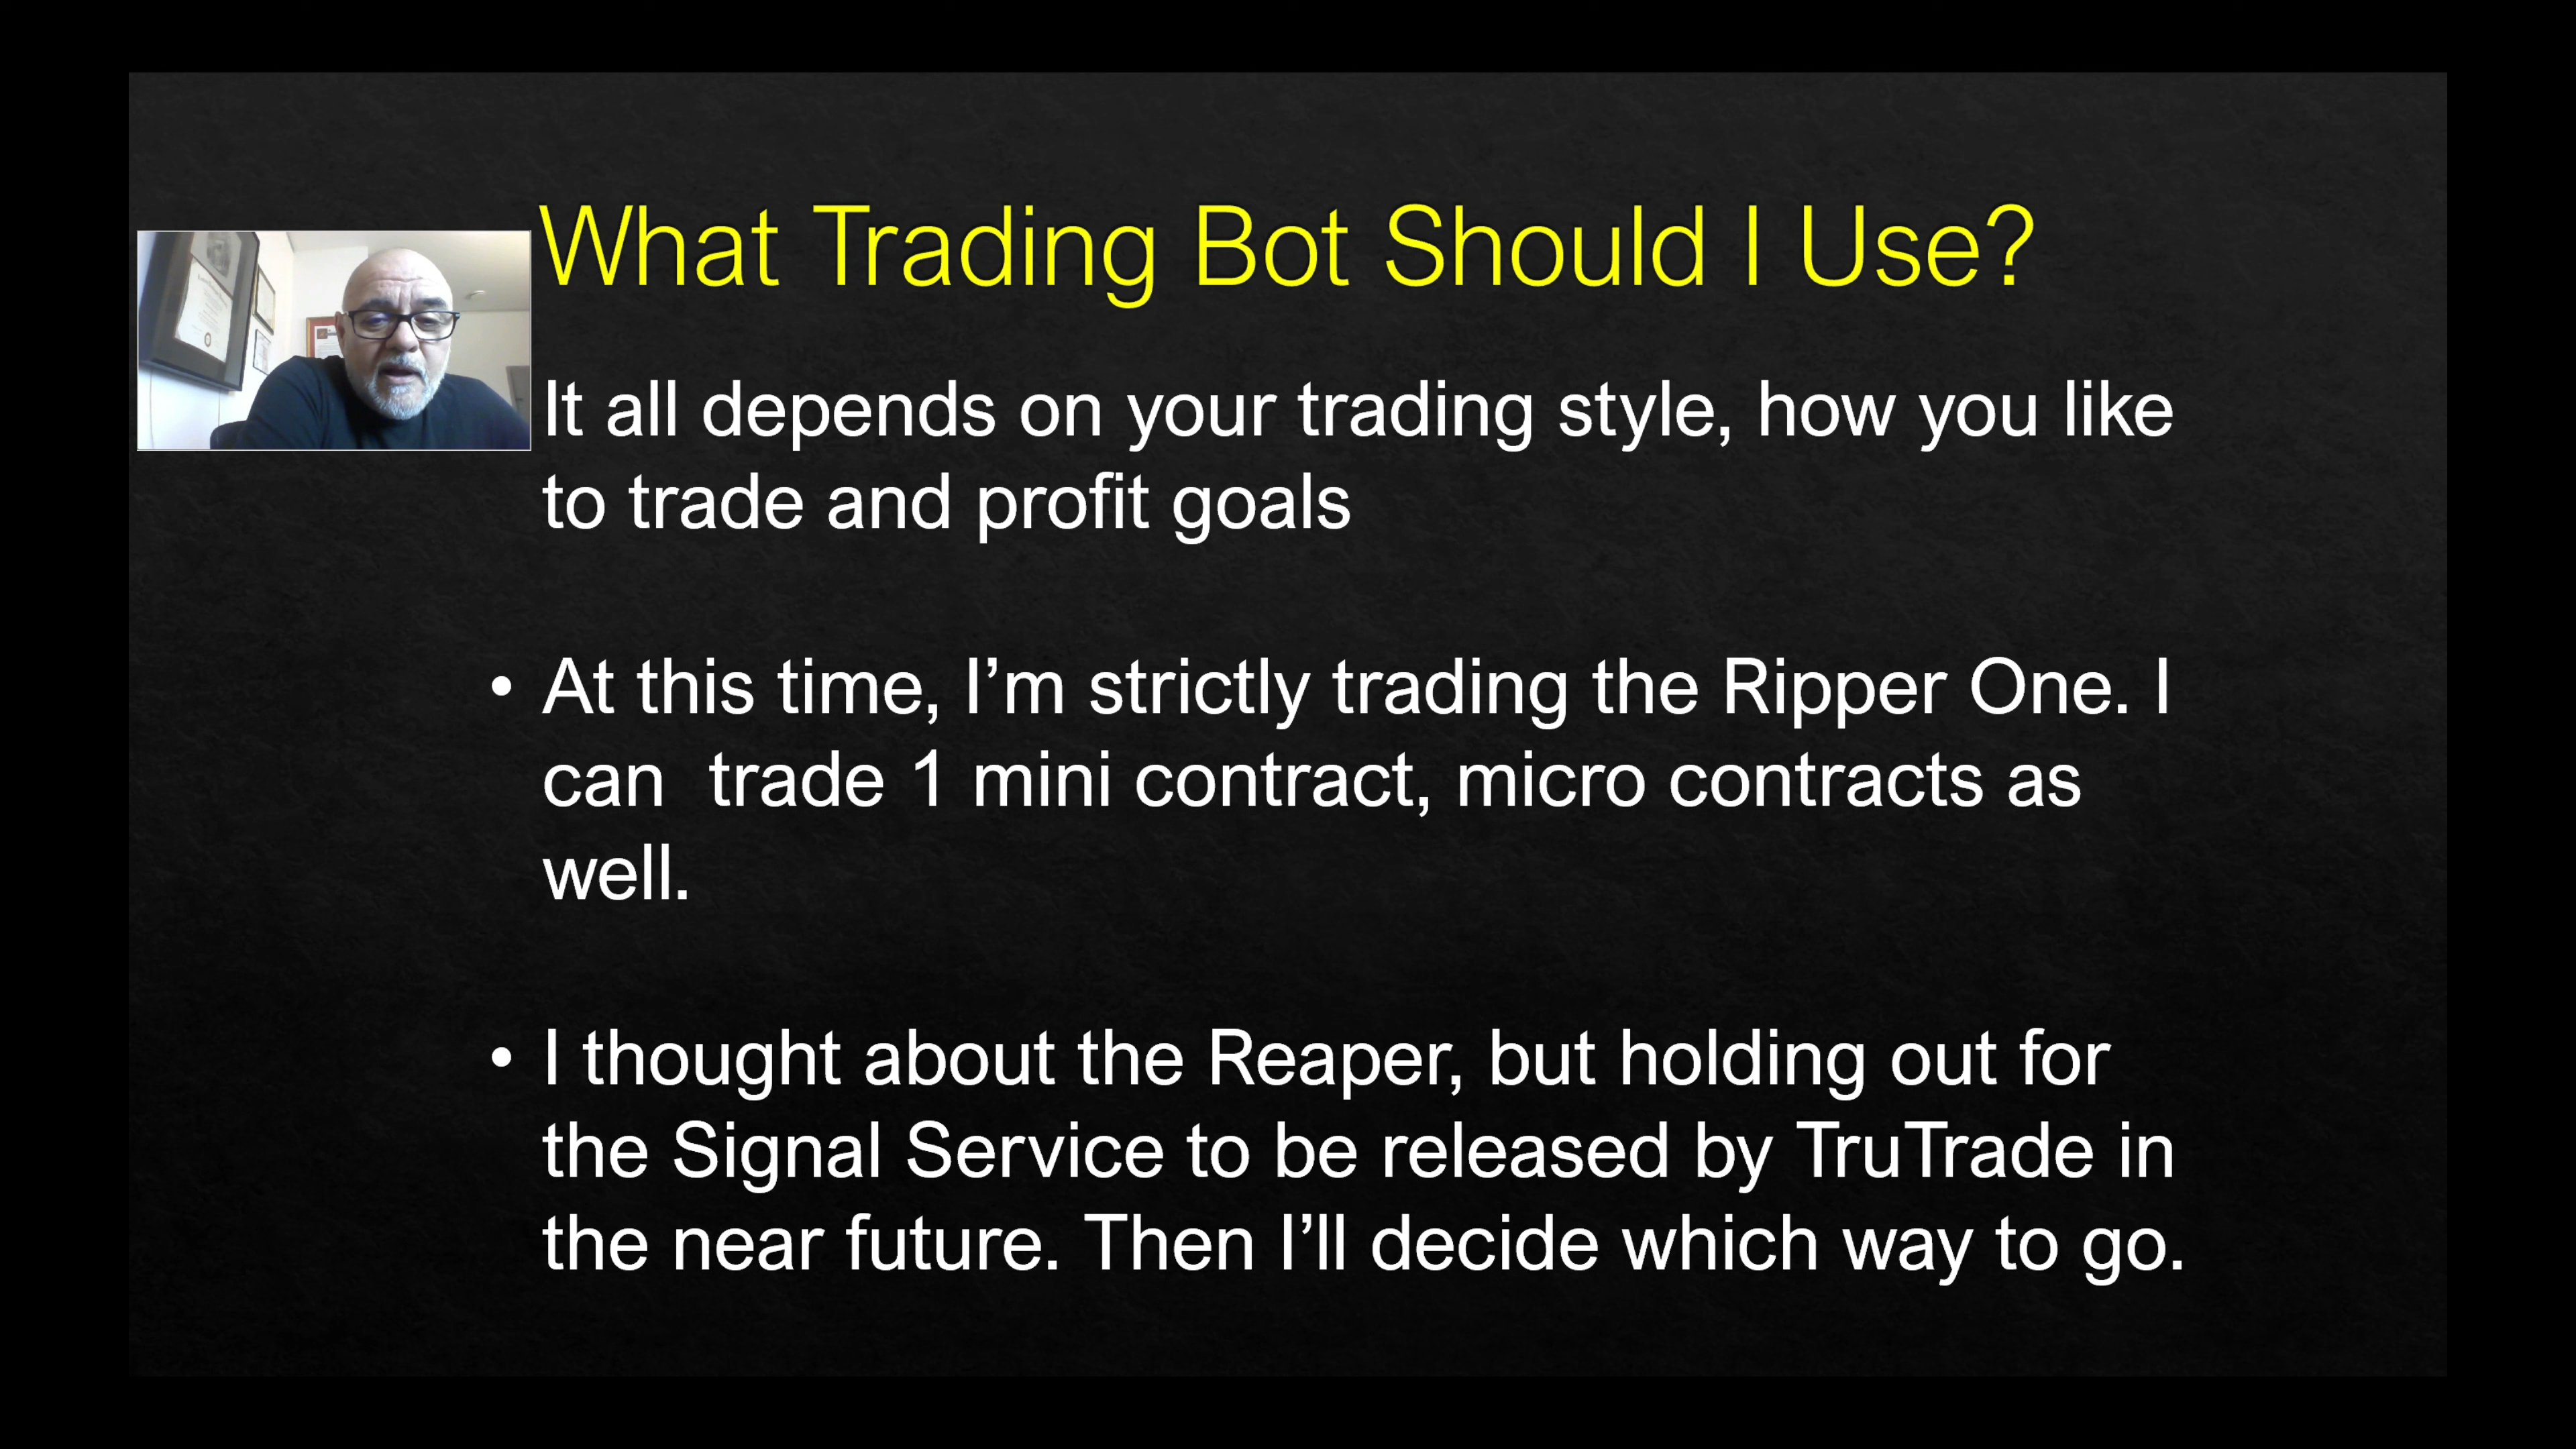 What Trading Bot Should I Use?
It all depends on your trading style, how you like
to trade and profit goals
• At this time, I’m strictly trading the Ripper One. I
can  trade 1 mini contract, micro contracts as
well.
• I thought about the Reaper, but holding out for
the Signal Service to be released by TruTrade in
the near future. Then I’ll decide which way to go.